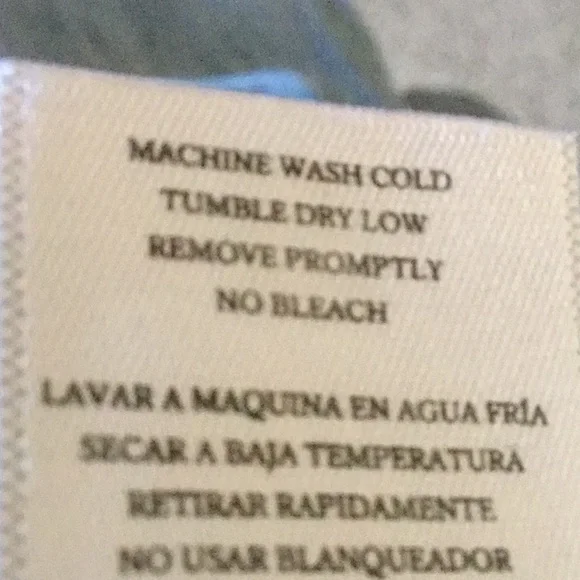 MACHINE WASH COLD
TUMBLE DRY LOW
REMOVE PROMPTLY
NO BLEACH
LAVAR A MAQUINA EN AGUA FRÍA
SECAR A BAJA TEMPERATURA
RETIRAR RAPIDAMENTE
NO USAR BLANQUEADOR